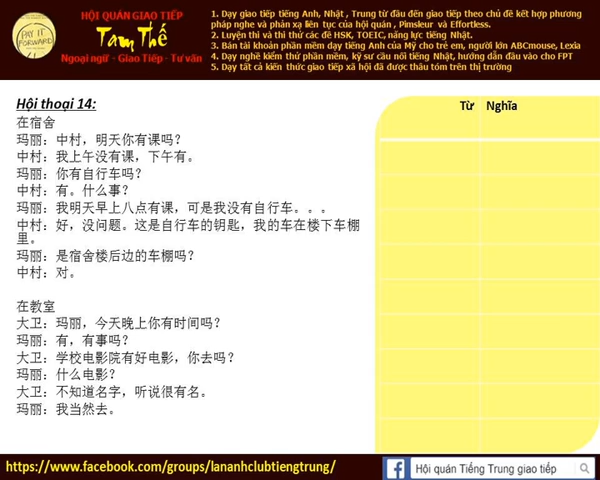 PAY IT
FORWARD
HỘI QUÁN GIAO TIẾP
Tam Thế
Ngoại ngữ - Giao Tiếp - Tư vấn
1. Dạy giao tiếp tiếng Anh, Nhật , Trung từ đầu đến giao tiếp theo chủ đề kết hợp phương
pháp nghe và phản xạ liên tục của hội quán , Pimsleur và Effortless.
2. Luyện thi và thi thử các đề HSK, TOEIC, năng lực tiếng Nhật.
3. Bán tài khoản phần mềm dạy tiếng Anh của Mỹ cho trẻ em, người lớn ABCmouse, Lexia
4. Dạy nghề kiểm thử phần mềm, kỹ sư cầu nối tiếng Nhật, hướng dẫn đầu vào cho FPT
5. Dạy tất cả kiến thức giao tiếp xã hội đã được thâu tóm trên thị trường
Hội thoại 14:
在宿舍
玛丽：中村，明天你有课吗？
中村：我上午没有课，下午有。
玛丽：你有自行车吗？
中村：有。什么事？
玛丽：我明天早上八点有课，可是我没有自行车。。。
中村：好，没问题。这是自行车的钥匙，我的车在楼下车棚
里。
玛丽：是宿舍楼后边的车棚吗？
中村：对。
在教室
大卫：玛丽，今天晚上你有时间吗？
玛丽：有，有事吗？
大卫：学校电影院有好电影，你去吗？
玛丽：什么电影？
大卫：不知道名字，听说很有名。
玛丽：我当然去。
Từ Nghĩa
https://www.facebook.com/groups/lananhclubtiengtrung/
f Hội quán Tiếng Trung giao tiếp